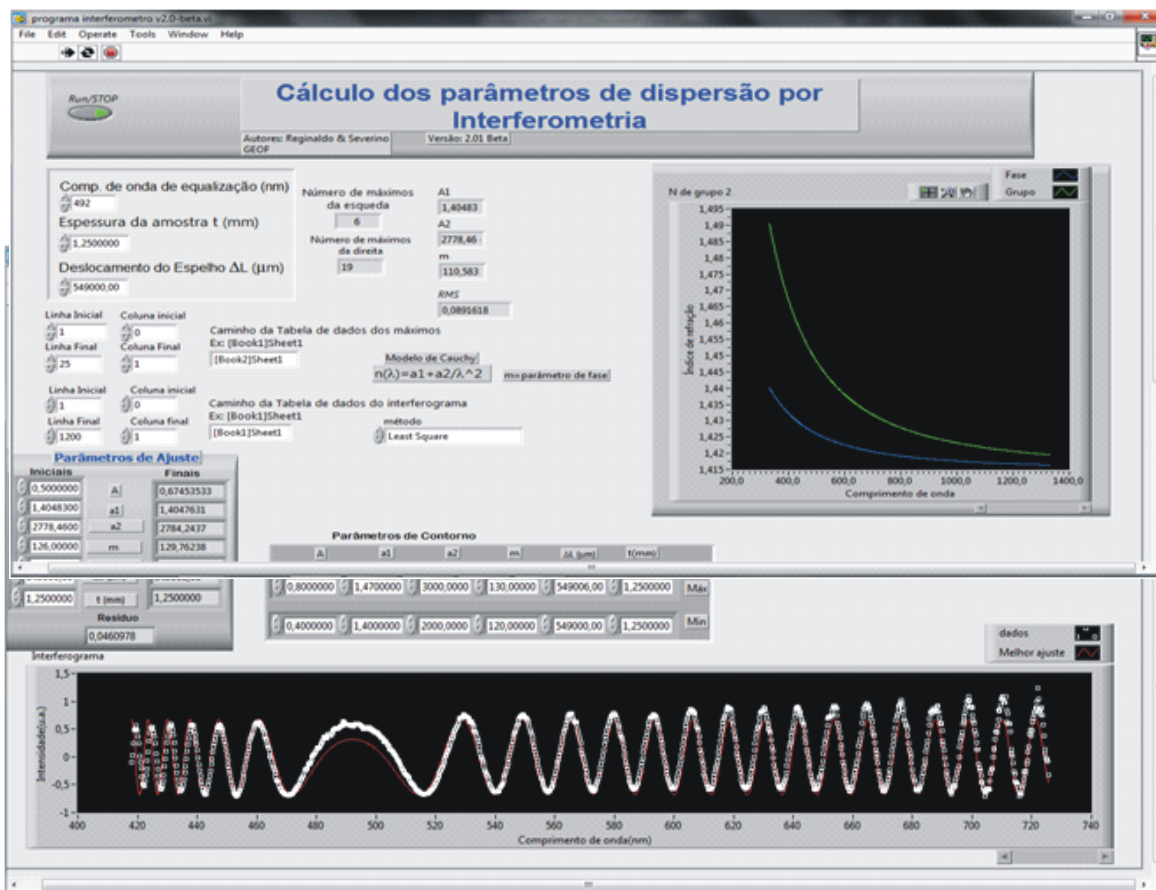 programa interferometro v2.0-beta.vi
File Edit Operate Tools Window Help
Run/STOP
Cálculo dos parâmetros de dispersão por
Interferometria
Autores: Reginaldo & Severino
GEOF
Versão: 2.01 Beta
Comp. de onda de equalização (nm)
492
Espessura da amostra t (mm)
1,2500000
Deslocamento do Espelho ΔL (µm)
549000,00
Número de máximos
da esqueda
6
Número de máximos
da direita
19
A1
1,40483
A2
2778,46
m
110,583
RMS
0,0891618
Linha Inicial Coluna inicial
1 0
Linha Final Coluna Final
25 1
Caminho da Tabela de dados dos máximos
Ex: [Book1]Sheet1
[Book2]Sheet1
Modelo de Cauchy
n(λ)=a1+a2/λ^2
m=parâmetro de fase
Linha Inicial Coluna inicial
1 0
Linha Final Coluna final
1200 1
Caminho da Tabela de dados do interferograma
Ex: [Book1]Sheet1
[Book1]Sheet1
método
Least Square
Fase
Grupo
N de grupo 2
Índice de refração
1,495
1,49
1,485
1,48
1,475
1,47
1,465
1,46
1,455
1,45
1,445
1,44
1,435
1,43
1,425
1,42
1,415
200,0 400,0 600,0 800,0 1000,0 1200,0 1400,0
Comprimento de onda
Parâmetros de Ajuste
Iniciais Finais
0,5000000 A 0,67453533
1,4048300 a1 1,4047631
2778,4600 a2 2784,2437
126,00000 m 129,76238
1,2500000 t (mm) 1,2500000
Resíduo
0,0460978
Parâmetros de Contorno
A a1 a2 m ΔL (µm) t(mm)
0,8000000 1,4700000 3000,0000 130,00000 549006,00 1,2500000 Máx
0,4000000 1,4000000 2000,0000 120,00000 549000,00 1,2500000 Min
dados
Melhor ajuste
Interferograma
Intensidade(u.a.)
1,5
1
0,5
0
-0,5
-1
400 420 440 460 480 500 520 540 560 580 600 620 640 660 680 700 720 740
Comprimento de onda(nm)